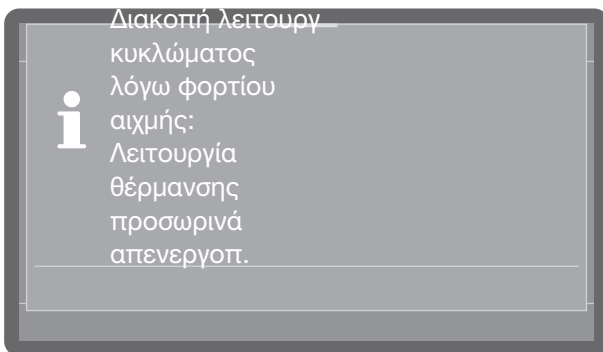 Διακοπή λειτουργ
κυκλώματος
λόγω φορτίου
αιχμής:
Λειτουργία
θέρμανσης
προσωρινά
απενεργοπ.